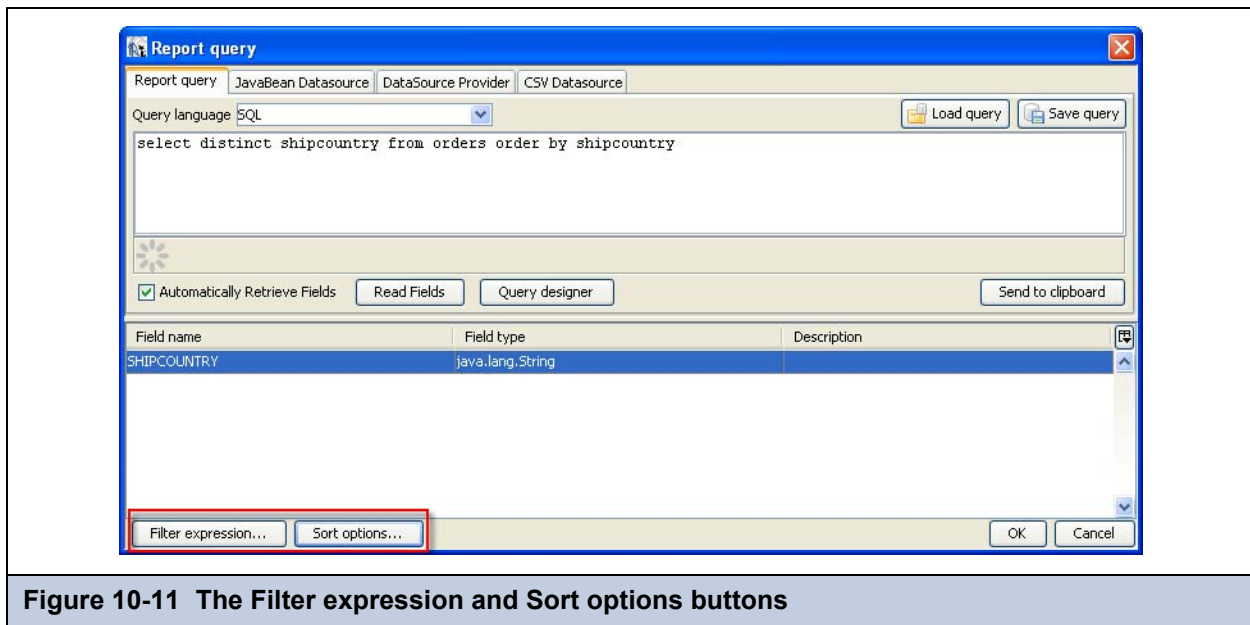 Report query
Report query JavaBean Datasource DataSource Provider CSV Datasource
Query language SQL Load query Save query
select distinct shipcountry from orders order by shipcountry
Automatically Retrieve Fields Read Fields Query designer Send to clipboard
Field name Field type Description
SHIPCOUNTRY java.lang.String
Filter expression... Sort options... OK Cancel
Figure 10-11 The Filter expression and Sort options buttons